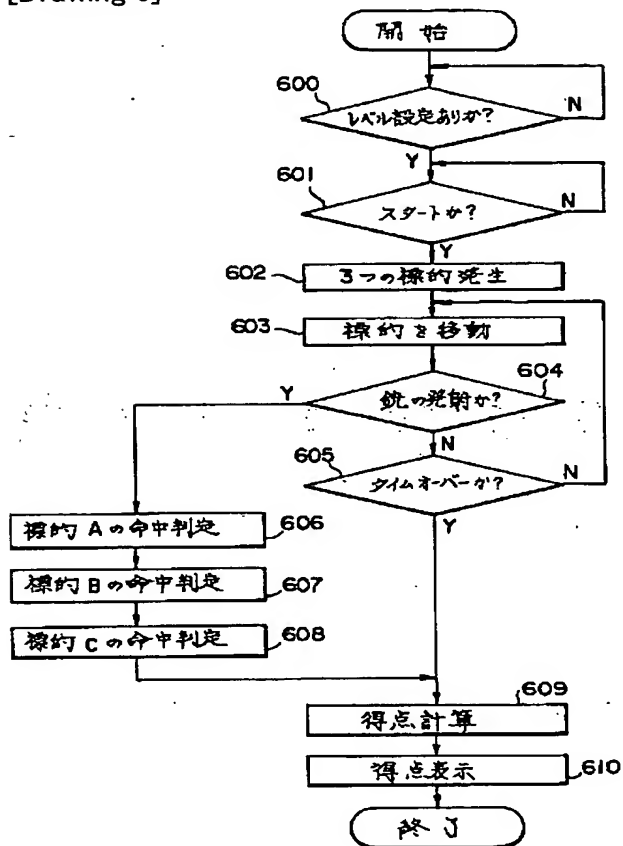 開始
600
レベル設定ありか?
N
Y
601
スタートか?
N
Y
602
3つの標的発生
603
標的を移動
604
銃の発射か?
Y
N
605
タイムオーバーか?
N
Y
標的Aの命中判定
606
標的Bの命中判定
607
標的Cの命中判定
608
609
得点計算
得点表示
610
終了